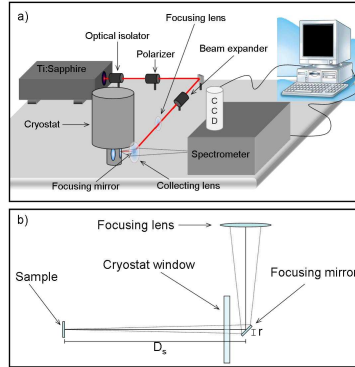 a)
Focusing lens
Optical isolator
Ti:Sapphire
Polarizer
Beam expander
C
C
D
Cryostat
Spectrometer
Focusing mirror
Collecting lens
b)
Focusing lens
Cryostat window
Focusing mirror
Sample
r
Ds